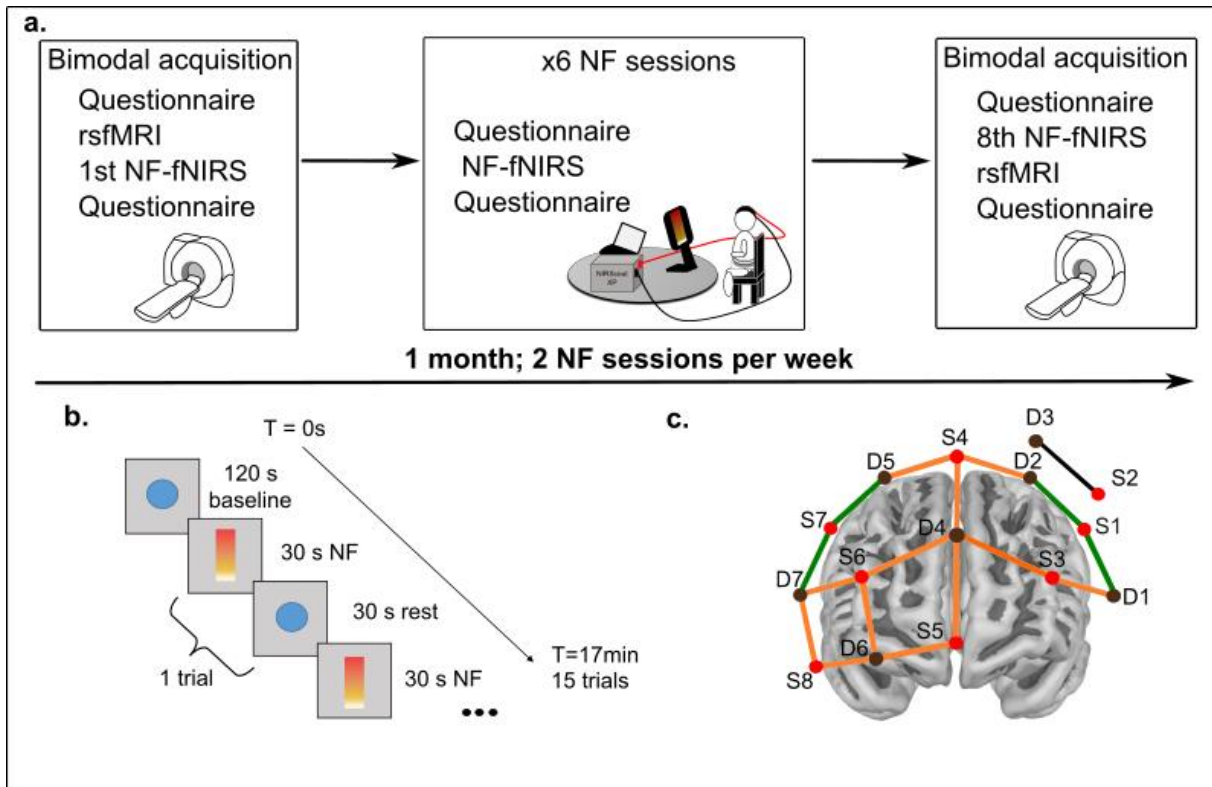 a.
Bimodal acquisition
Questionnaire
rsfMRI
1st NF-fNIRS
Questionnaire
x6 NF sessions
Questionnaire
NF-fNIRS
Questionnaire
NIRScout
XP
Bimodal acquisition
Questionnaire
8th NF-fNIRS
rsfMRI
Questionnaire
1 month; 2 NF sessions per week
b.
T = 0s
120 s
baseline
30 s NF
30 s rest
1 trial
30 s NF
T=17min
15 trials
•••
c.
D3
S4
D5
D2
S2
S7
D4
S1
S6
S3
D7
D1
S5
D6
S8